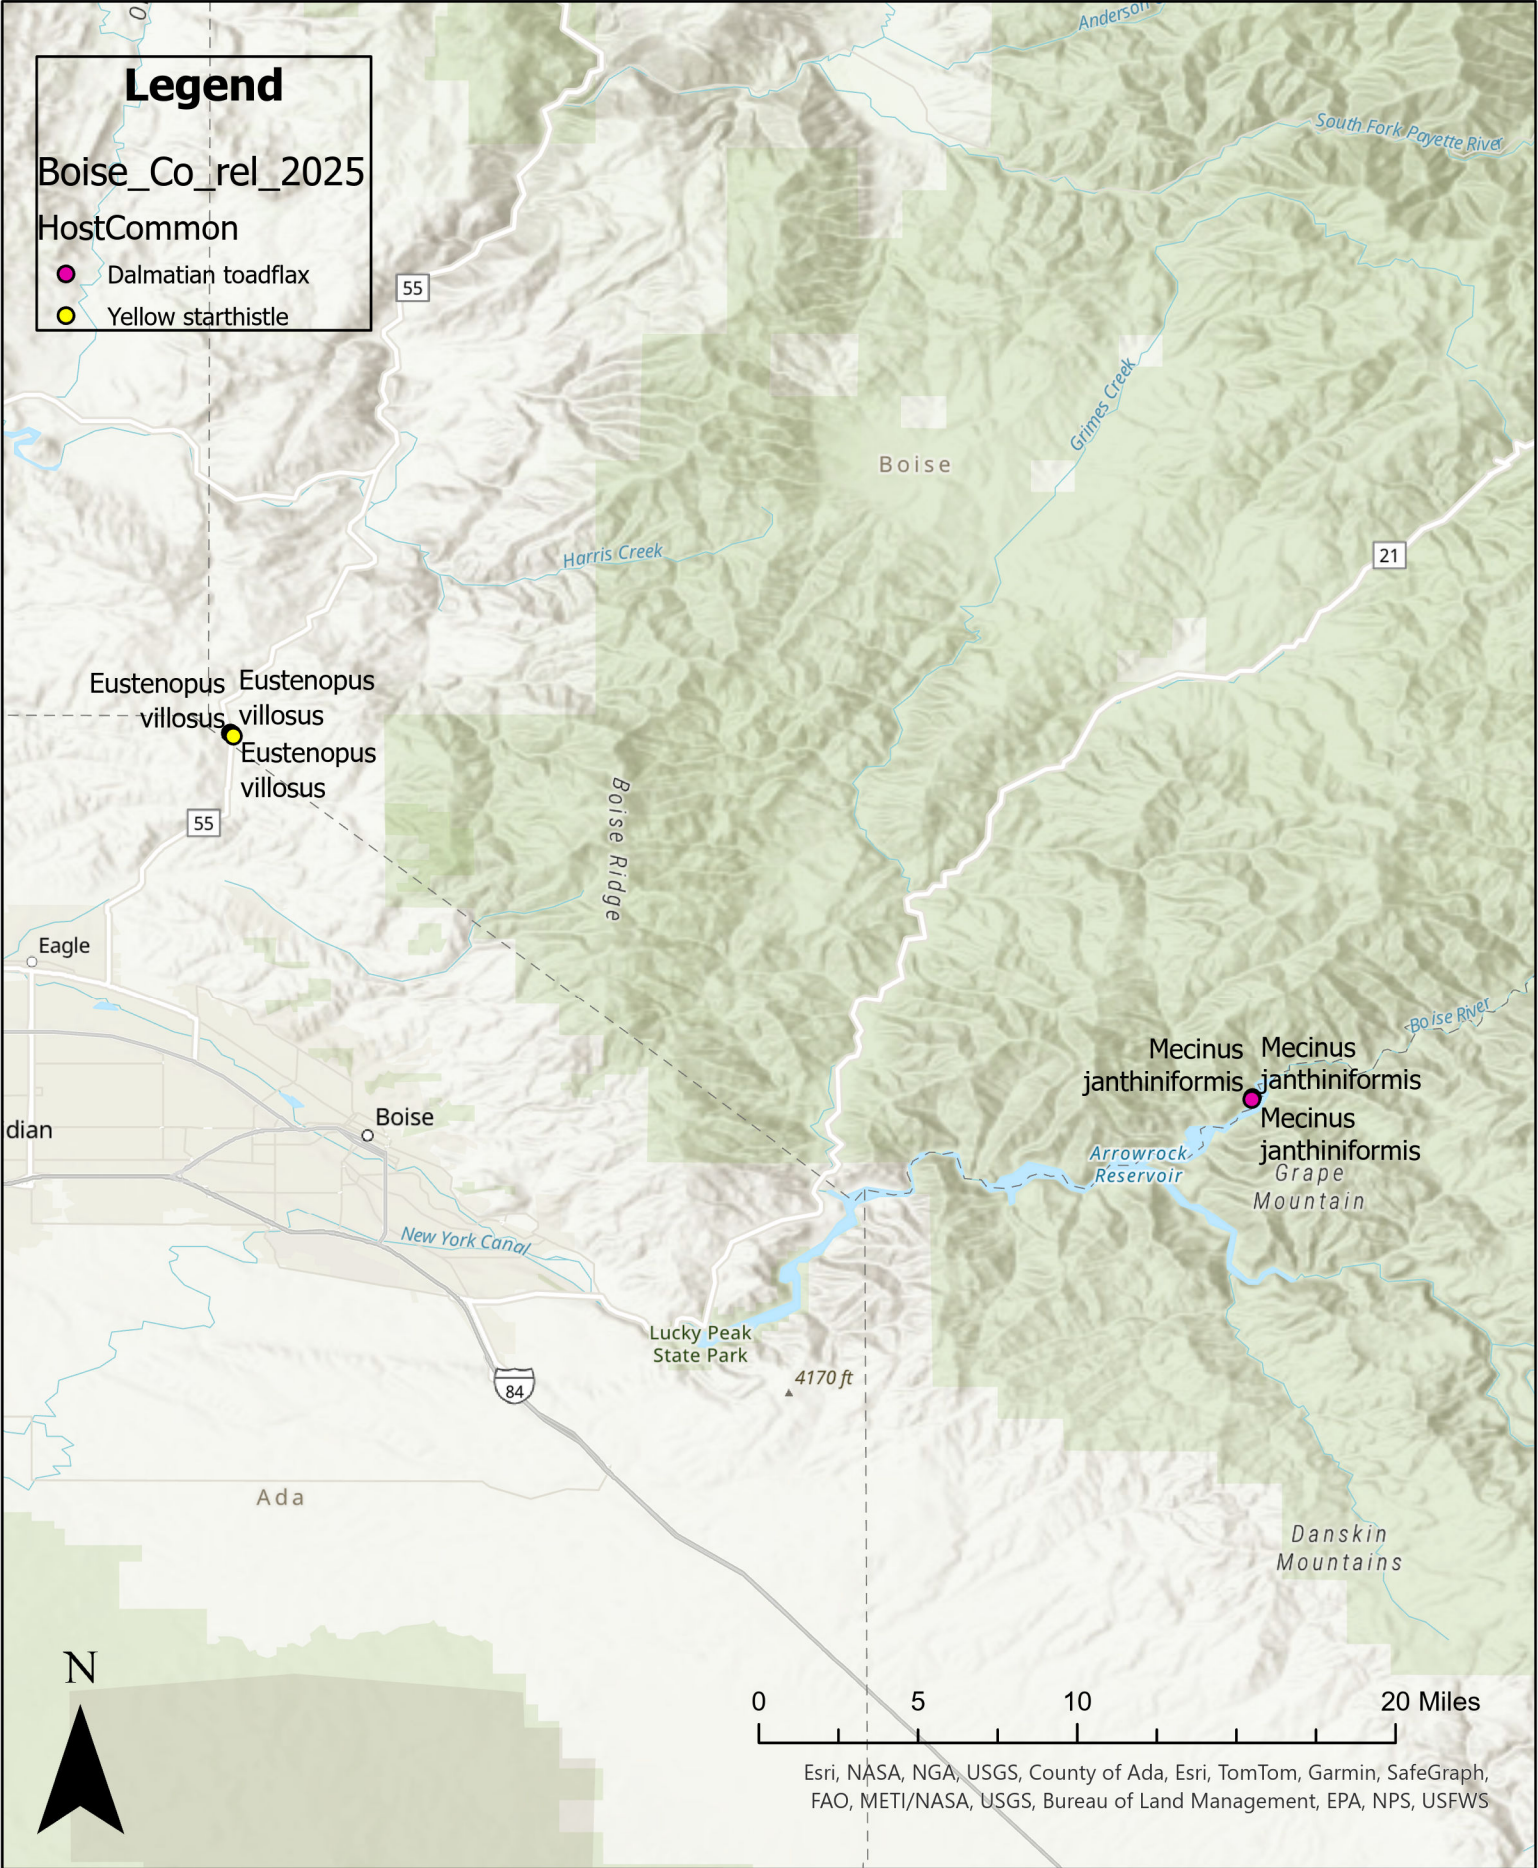 Anderson
Legend
South Fork Payette River
Boise_Co_rel_2025
HostCommon
Dalmatian toadflax
Yellow starthistle
55
Grimes Creek
Boise
Harris Creek
21
Eustenopus
villosus
Eustenopus
villosus
Eustenopus
villosus
Boise Ridge
55
Eagle
Boise River
Mecinus
janthiniformis
Mecinus
janthiniformis
Mecinus
janthiniformis
Boise
dian
Arrowrock
Reservoir
Grape
Mountain
New York Canal
Lucky Peak
State Park
4170 ft
84
Ada
Danskin
Mountains
N
0 5 10 20 Miles
Esri, NASA, NGA, USGS, County of Ada, Esri, TomTom, Garmin, SafeGraph,
FAO, METI/NASA, USGS, Bureau of Land Management, EPA, NPS, USFWS